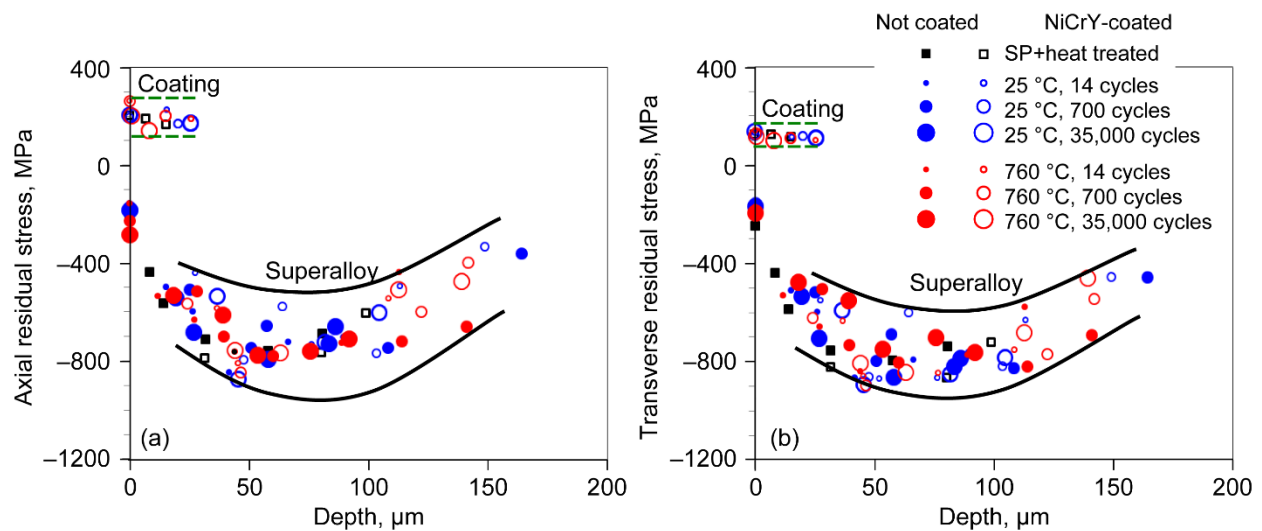 Not coated NiCrY-coated
SP+heat treated
25 °C, 14 cycles
25 °C, 700 cycles
25 °C, 35,000 cycles
760 °C, 14 cycles
760 °C, 700 cycles
760 °C, 35,000 cycles
Axial residual stress, MPa
400
200
0
–400
–800
–1200
Coating
Superalloy
(a)
0 50 100 150 200
Depth, μm
Transverse residual stress, MPa
400
200
0
–400
–800
–1200
Coating
Superalloy
(b)
0 50 100 150 200
Depth, μm